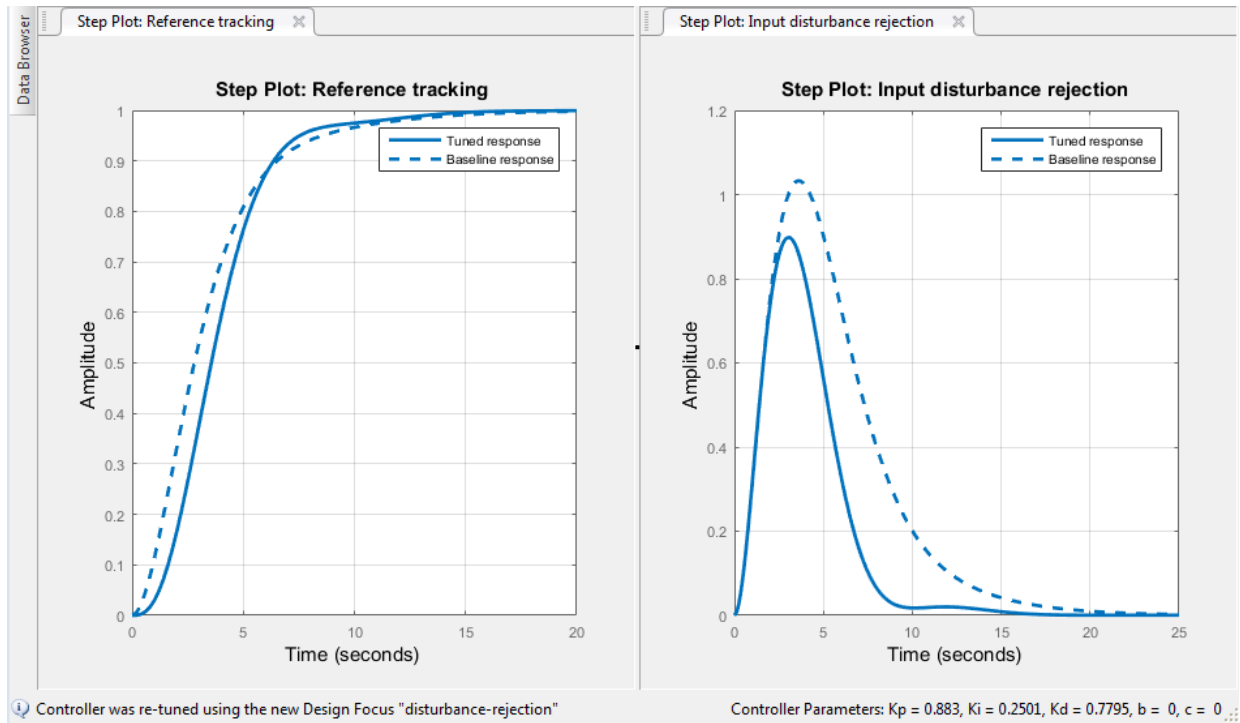 Data Browser
Step Plot: Reference tracking
Step Plot: Input disturbance rejection
Step Plot: Reference tracking
1
0.9
0.8
0.7
0.6
0.5
0.4
0.3
0.2
0.1
0
Amplitude
Tuned response
Baseline response
0 5 10 15 20
Time (seconds)
Step Plot: Input disturbance rejection
1.2
1
0.8
0.6
0.4
0.2
0
Amplitude
Tuned response
Baseline response
0 5 10 15 20 25
Time (seconds)
Controller was re-tuned using the new Design Focus "disturbance-rejection"
Controller Parameters: Kp = 0.883, Ki = 0.2501, Kd = 0.7795, b = 0, c = 0